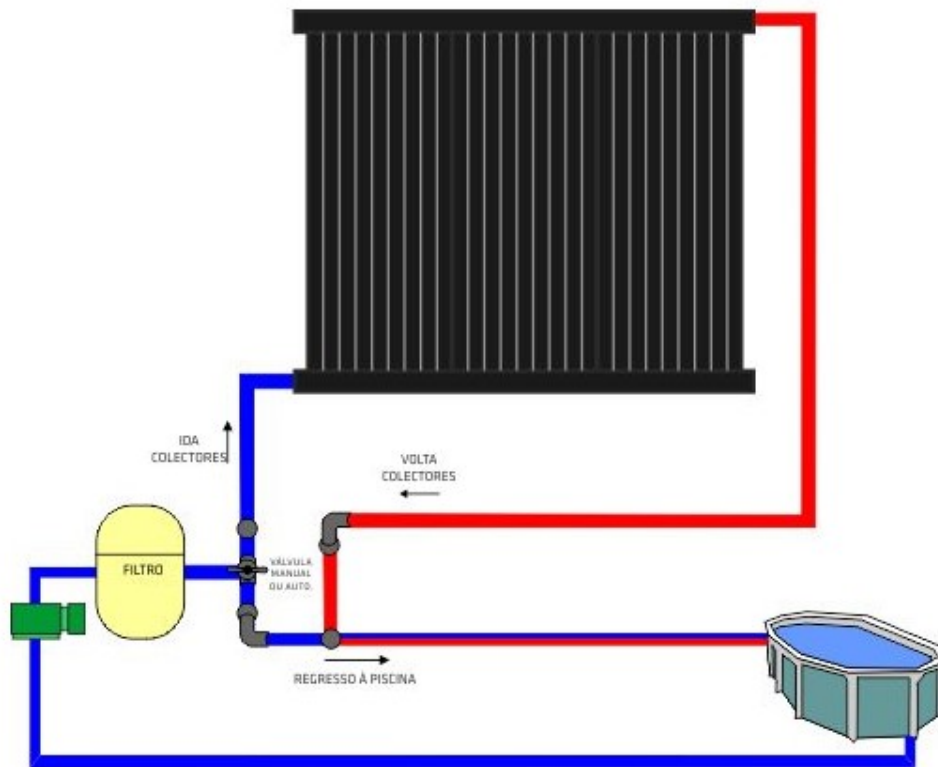 IDA
COLECTORES
VOLTA
COLECTORES
FILTRO
VÁLVULA
MANUAL
OU AUTO.
REGRESSO À PISCINA